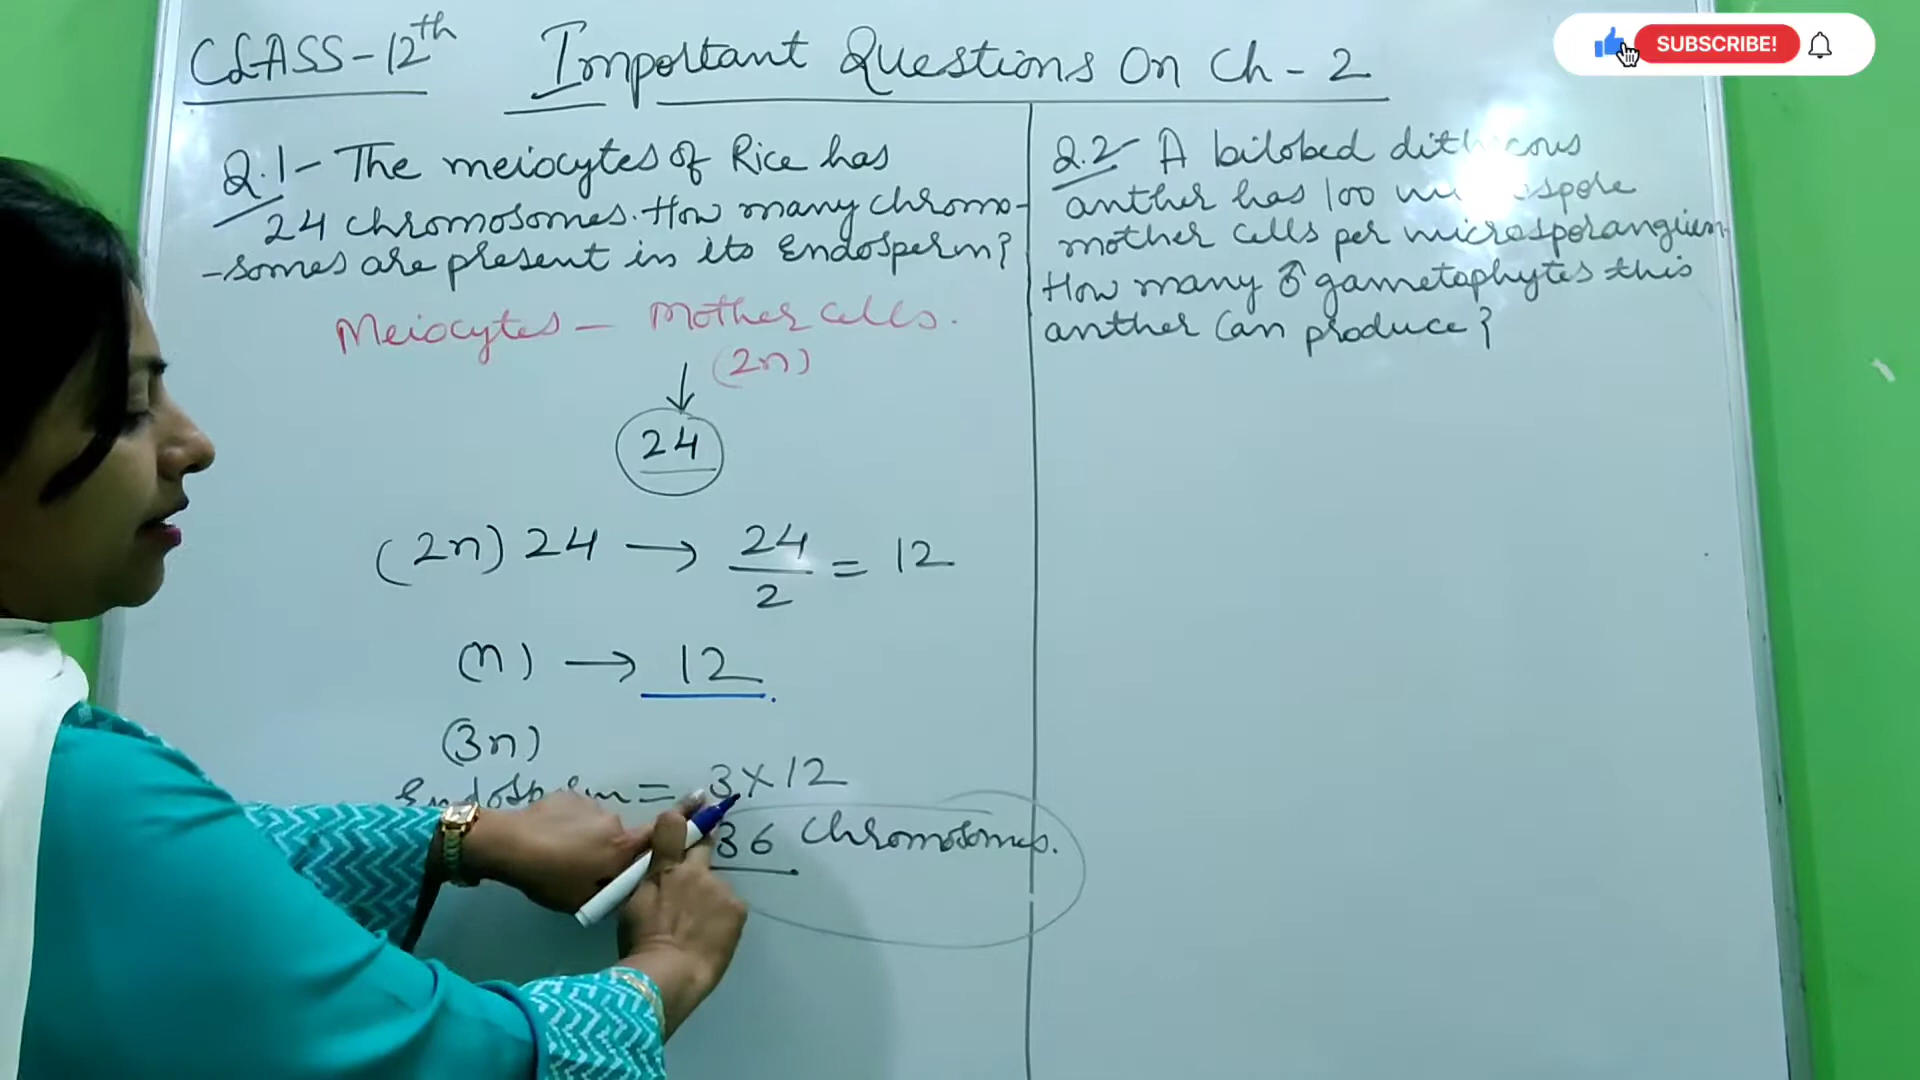 CLASS-12th Important Questions On Ch-2
SUBSCRIBE!
Q.1- The meiocytes of Rice has
24 chromosomes. How many chromo-
-somes are present in its Endosperm?
Meiocytes - Mother cells.
(2n)
↓
24
(2n) 24 → 24/2 = 12
(n) → 12.
(3n)
Endosperm = 3×12
36 Chromosomes.
Q.2- A bilobed
anther has 100
mother cells per microsporangium.
How many ♂ gametophytes this
anther Can produce?